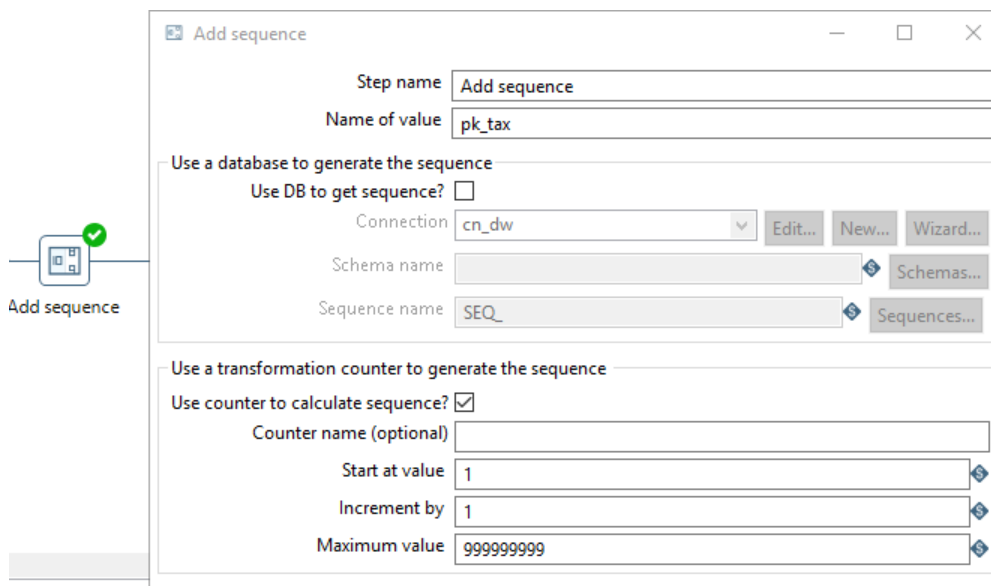 Add sequence
Step name Add sequence
Name of value pk_tax
Use a database to generate the sequence
Use DB to get sequence?
Connection cn_dw Edit... New... Wizard...
Schema name Schemas...
Sequence name SEQ_ Sequences...
Add sequence
Use a transformation counter to generate the sequence
Use counter to calculate sequence?
Counter name (optional)
Start at value 1
Increment by 1
Maximum value 999999999